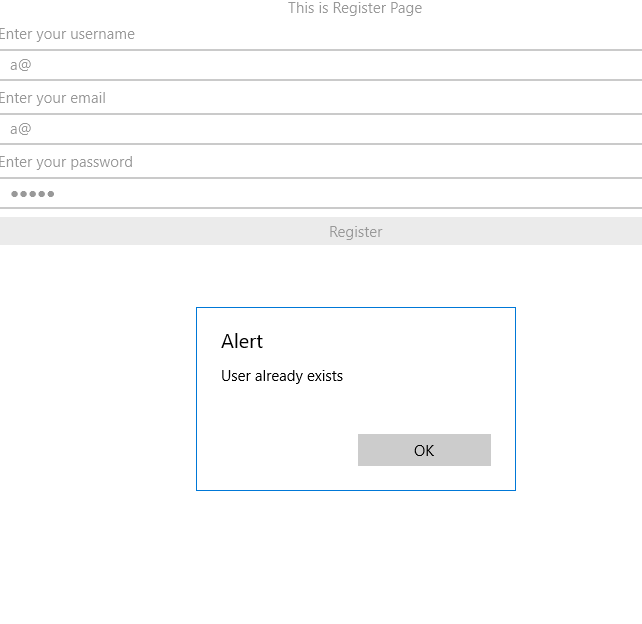 This is Register Page
Enter your username
a@
Enter your email
a@
Enter your password
●●●●●
Register
Alert
User already exists
OK